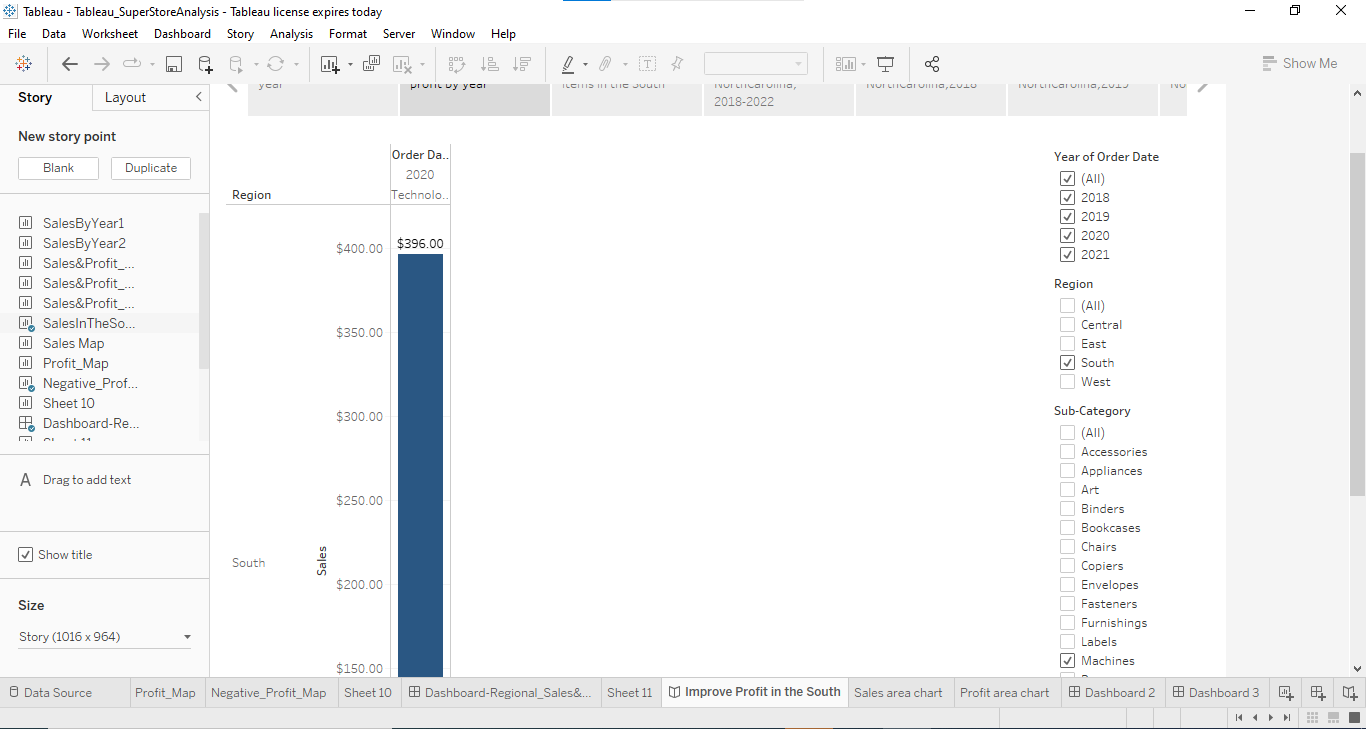 Tableau - Tableau_SuperStoreAnalysis - Tableau license expires today
File Data Worksheet Dashboard Story Analysis Format Server Window Help
Show Me
Story Layout
year
profit by year
items in the South
NorthCarolina,
2018-2022
NorthCarolina,2018
NorthCarolina,2019
No
New story point
Blank Duplicate
SalesByYear1
SalesByYear2
Sales&Profit_...
Sales&Profit_...
Sales&Profit_...
SalesInTheSo...
Sales Map
Profit_Map
Negative_Prof...
Sheet 10
Dashboard-Re...
Sheet 11
A Drag to add text
Show title
Size
Story (1016 x 964)
Order Da..
2020
Region Technolo..
$396.00
$400.00
$350.00
$300.00
$250.00
South Sales
$200.00
$150.00
Year of Order Date
(All)
2018
2019
2020
2021
Region
(All)
Central
East
South
West
Sub-Category
(All)
Accessories
Appliances
Art
Binders
Bookcases
Chairs
Copiers
Envelopes
Fasteners
Furnishings
Labels
Machines
Data Source Profit_Map Negative_Profit_Map Sheet 10 Dashboard-Regional_Sales&... Sheet 11 Improve Profit in the South Sales area chart Profit area chart Dashboard 2 Dashboard 3